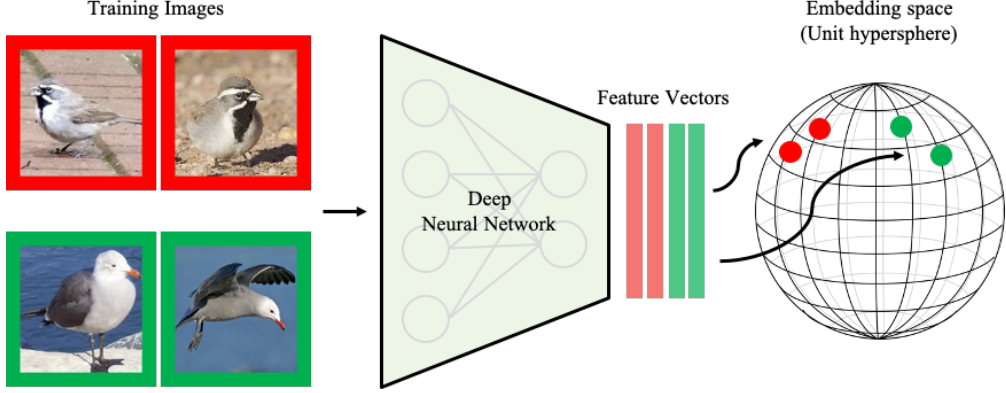 Training Images
Deep
Neural Network
Feature Vectors
Embedding space
(Unit hypersphere)